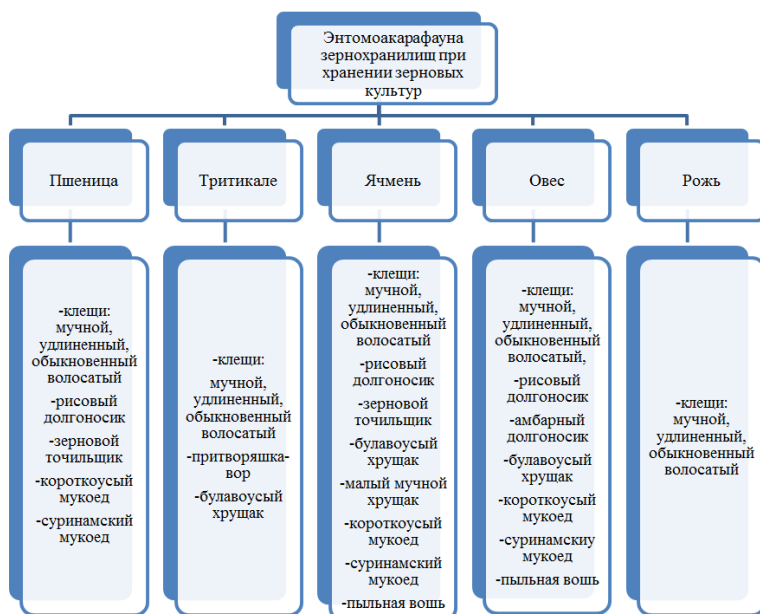 Энтомоакарафауна
зернохранилищ при
хранении зерновых
культур
Пшеница
Тритикале
Ячмень
Овес
Рожь
-клещи:
мучной,
удлиненный,
обыкновенный
волосатый
-рисовый
долгоносик
-зерновой
точильщик
-короткоусый
мукоед
-суринамский
мукоед
-клещи:
мучной,
удлиненный,
обыкновенный
волосатый
-притворяшка-
вор
-булавоусый
хрущак
-клещи:
мучной,
удлиненный,
обыкновенный
волосатый
-рисовый
долгоносик
-зерновой
точильщик
-булавоусый
хрущак
-малый мучной
хрущак
-короткоусый
мукоед
-суринамский
мукоед
-пыльная вошь
-клещи:
мучной,
удлиненный,
обыкновенный
волосатый,
-рисовый
долгоносик
-амбарный
долгоносик
-булавоусый
хрущак
-короткоусый
мукоед
-суринамскиу
мукоед
-пыльная вошь
-клещи:
мучной,
удлиненный,
обыкновенный
волосатый